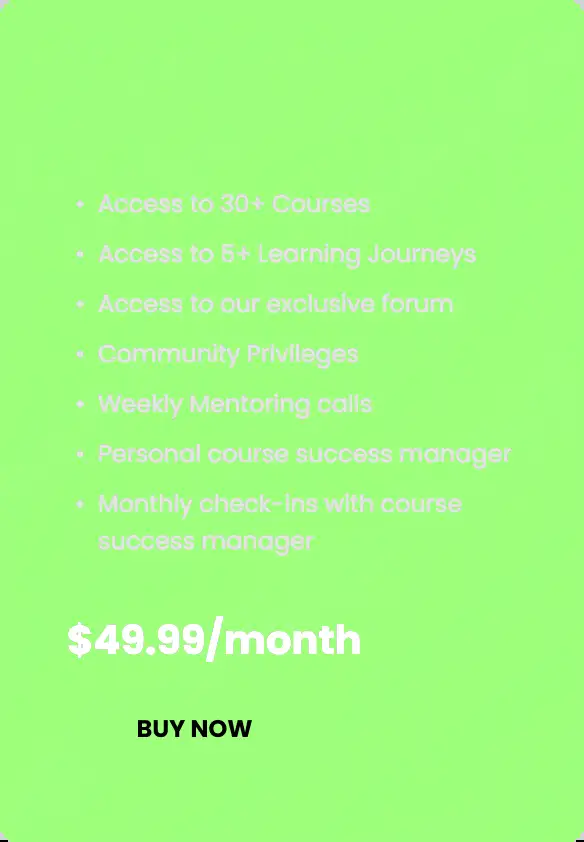 • Access to 30+ Courses
• Access to 5+ Learning Journeys
• Access to our exclusive forum
• Community Privileges
• Weekly Mentoring calls
• Personal course success manager
• Monthly check-ins with course
success manager
$49.99/month
BUY NOW